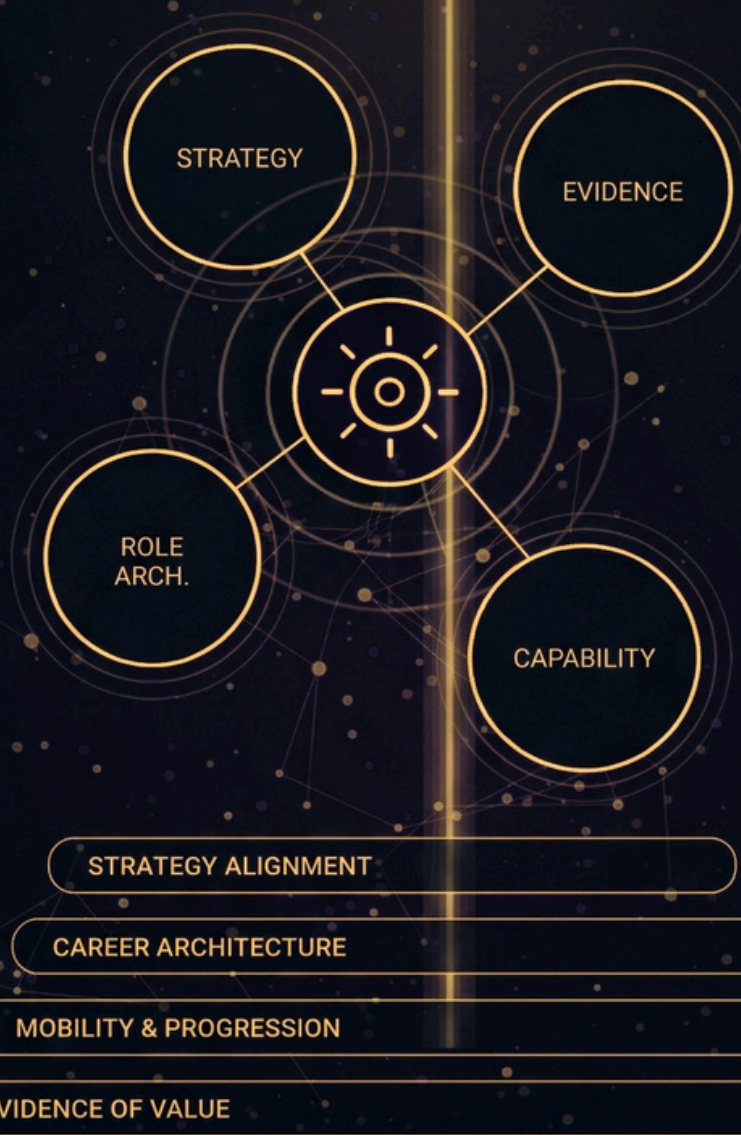 STRATEGY
EVIDENCE
ROLE
ARCH.
CAPABILITY
STRATEGY ALIGNMENT
CAREER ARCHITECTURE
MOBILITY & PROGRESSION
VIDENCE OF VALUE